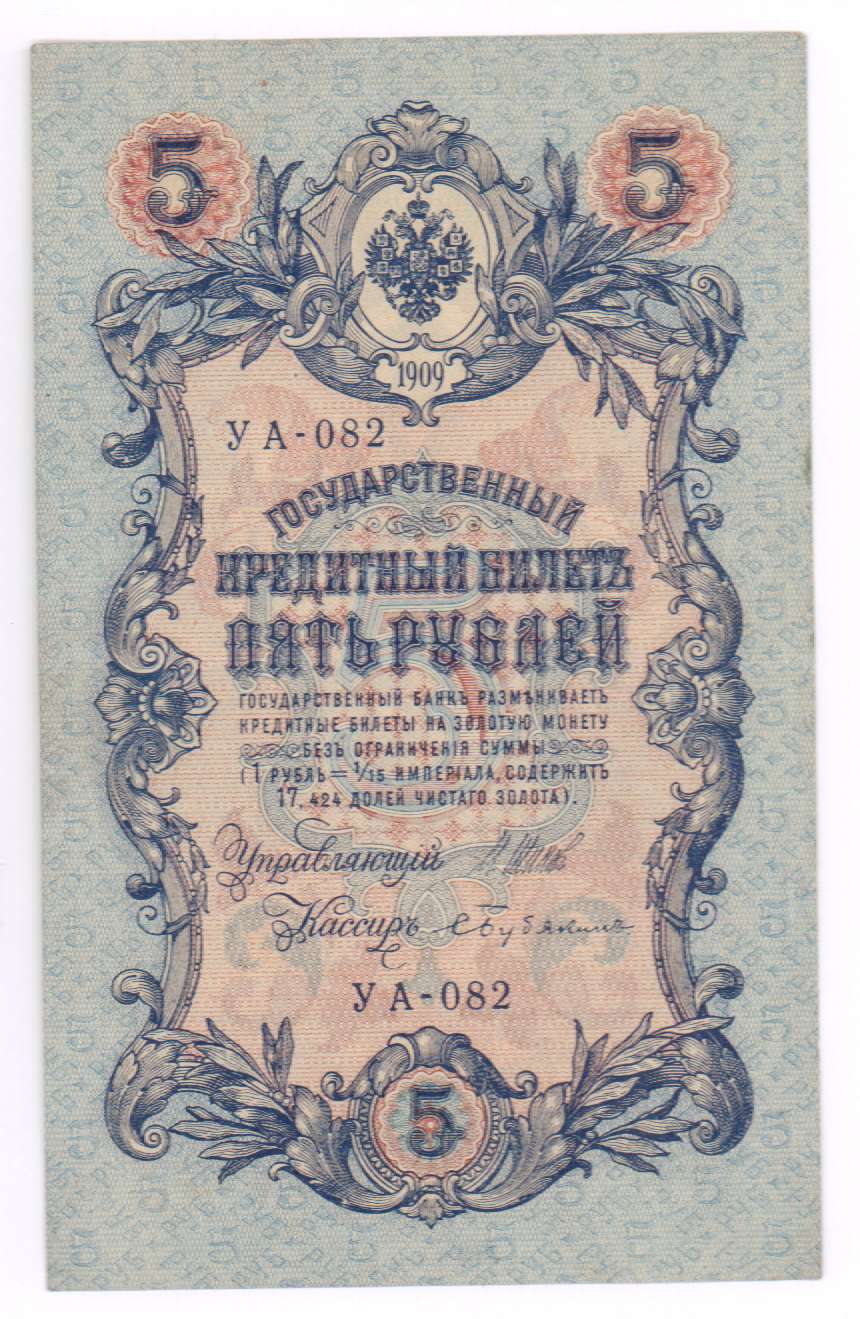 5 5
1909
УА-082
ГОСУДАРСТВЕННЫЙ
КРЕДИТНЫЙ БИЛЕТЪ
ПЯТЬ РУБЛЕЙ
ГОСУДАРСТВЕННЫЙ БАНКЪ РАЗМѢНИВАЕТЪ
КРЕДИТНЫЕ БИЛЕТЫ НА ЗОЛОТУЮ МОНЕТУ
БЕЗЪ ОГРАНИЧЕНІЯ СУММЫ
(1 РУБЛЬ = 1/15 ИМПЕРІАЛА, СОДЕРЖИТЪ
17,424 ДОЛЕЙ ЧИСТАГО ЗОЛОТА).
Управляющій
Кассиръ СБубякинъ
УА-082
5